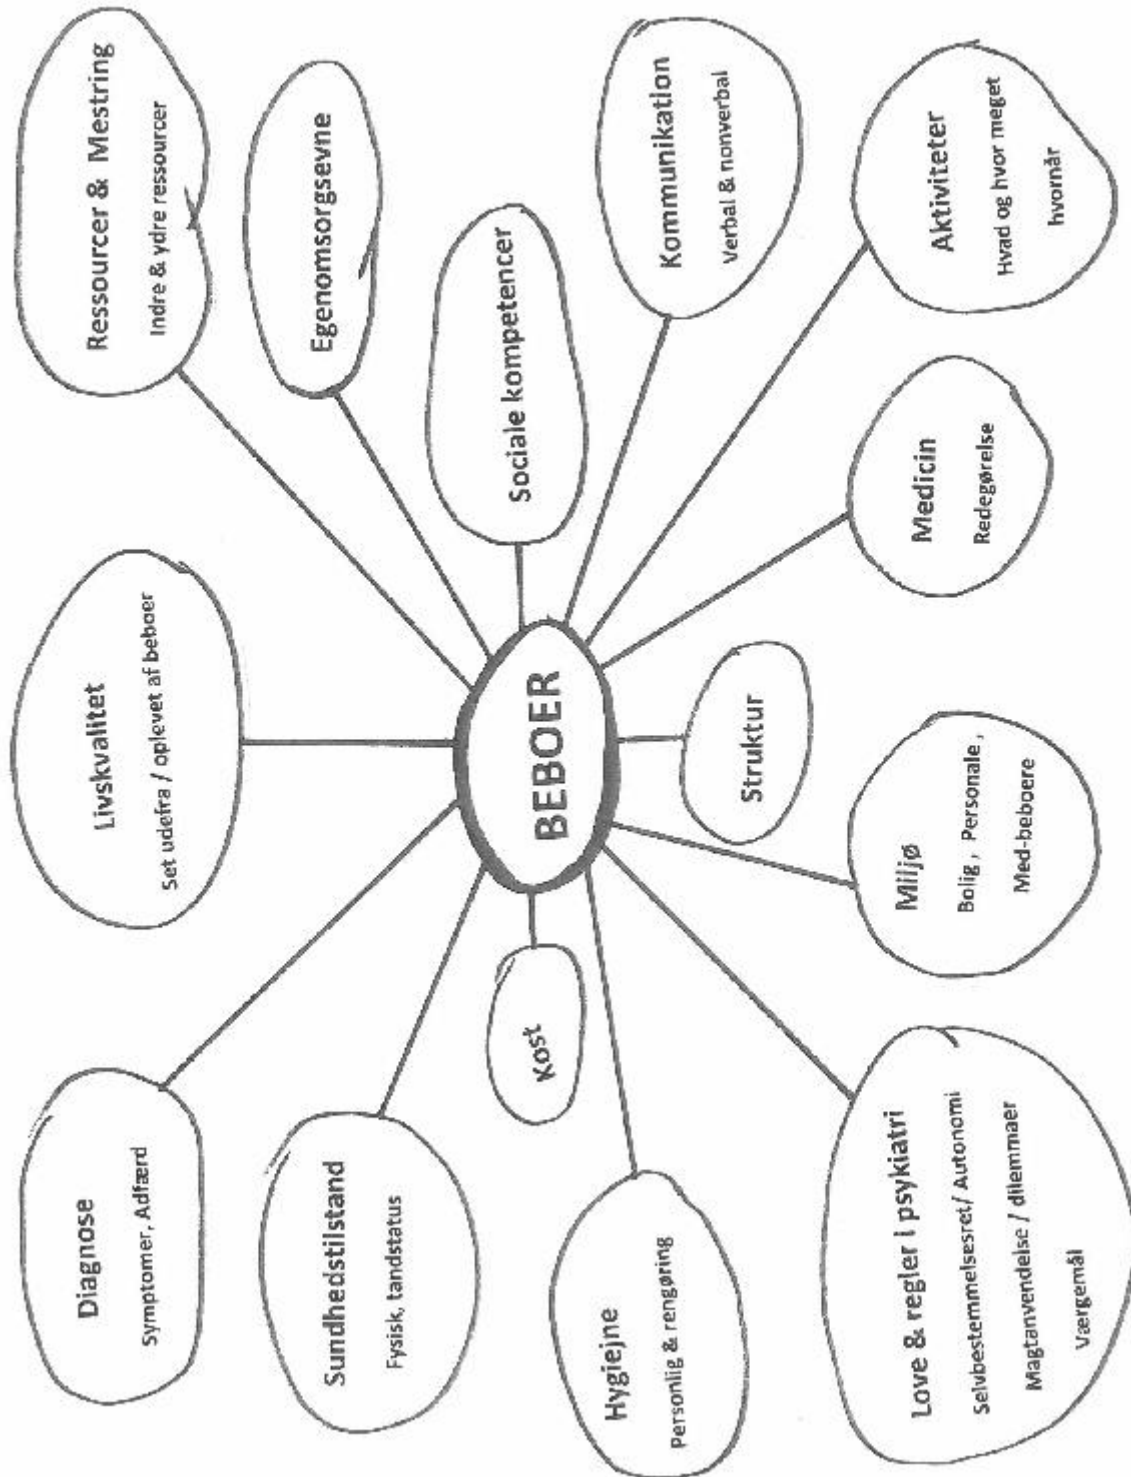 Diagnose
Symptomer, Adfærd
Livskvalitet
Set udefra / oplevet af beboer
Ressourcer & Mestring
Indre & ydre ressourcer
Sundhedstilstand
Fysisk, tandstatus
Egenomsorgsevne
Kost
BEBOER
Sociale kompetencer
Hygiejne
Personlig & rengøring
Struktur
Kommunikation
Verbal & nonverbal
Love & regler i psykiatri
Selvbestemmelsesret/ Autonomi
Magtanvendelse / dilemmaer
Værgemål
Miljø
Bolig , Personale ,
Med-beboere
Medicin
Redegørelse
Aktiviteter
Hvad og hvor meget
hvornår